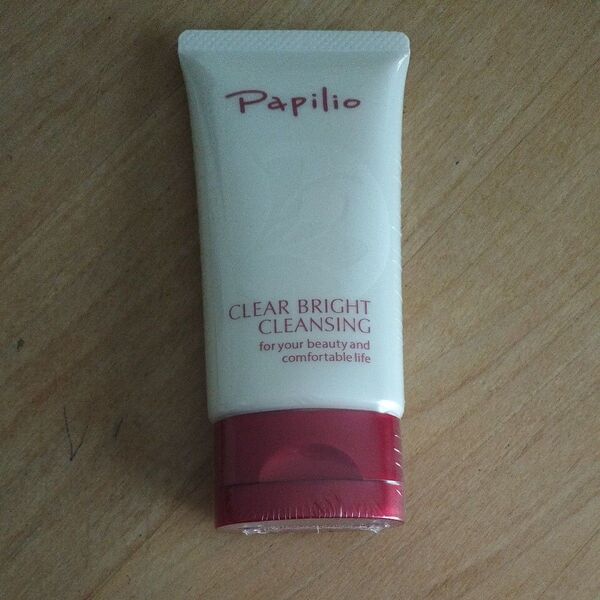 Papilio
CLEAR BRIGHT
CLEANSING
for your beauty and
comfortable life